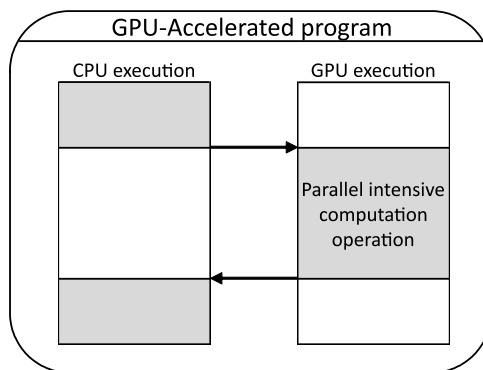 GPU-Accelerated program
CPU execution
GPU execution
Parallel intensive
computation
operation